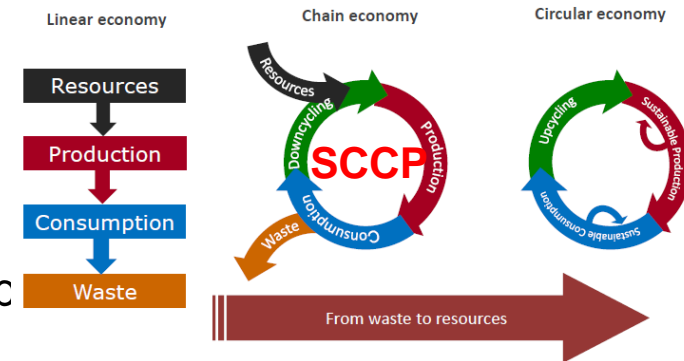 Linear economy
Chain economy
Circular economy
Resources
Production
Consumption
Waste
Resources
Downcycling
Production
Consumption
Waste
SCCP
Upcycling
Sustainable Production
Sustainable Consumption
From waste to resources